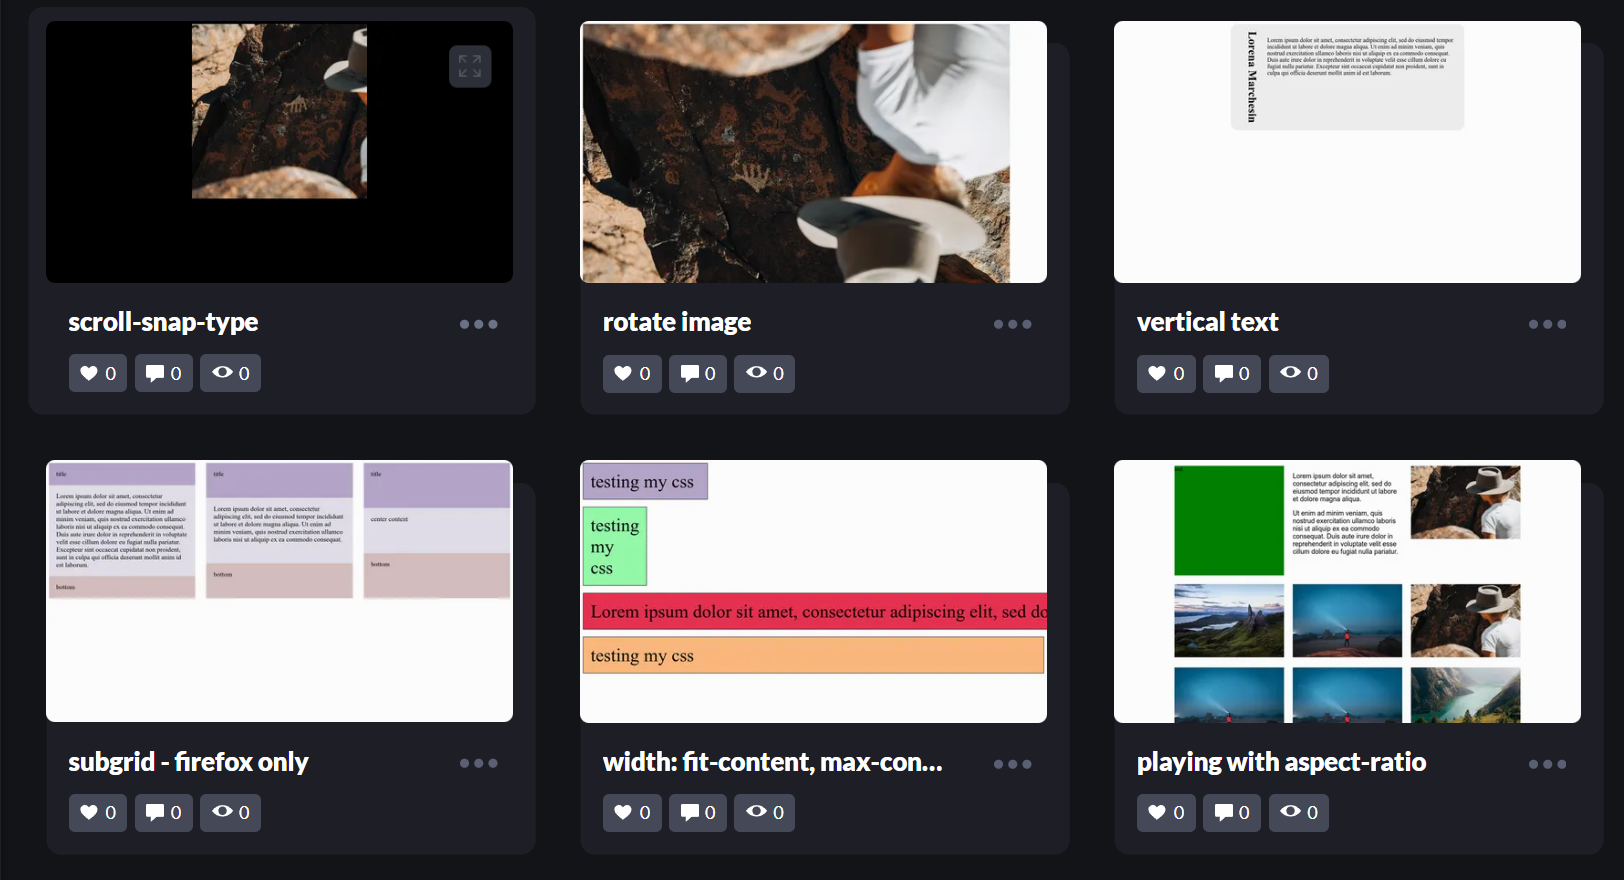 Lorena Marchesin
Lorem ipsum dolor sit amet, consectetur adipiscing elit, sed do eiusmod tempor
incididunt ut labore et dolore magna aliqua. Ut enim ad minim veniam, quis
nostrud exercitation ullamco laboris nisi ut aliquip ex ea commodo consequat.
Duis aute irure dolor in reprehenderit in voluptate velit esse cillum dolore eu
fugiat nulla pariatur. Excepteur sint occaecat cupidatat non proident, sunt in
culpa qui officia deserunt mollit anim id est laborum.
scroll-snap-type
0 0 0
rotate image
0 0 0
vertical text
0 0 0
title
Lorem ipsum dolor sit amet, consectetur
adipiscing elit, sed do eiusmod tempor incididunt
ut labore et dolore magna aliqua. Ut enim ad
minim veniam, quis nostrud exercitation ullamco
laboris nisi ut aliquip ex ea commodo consequat.
Duis aute irure dolor in reprehenderit in voluptate
velit esse cillum dolore eu fugiat nulla pariatur.
Excepteur sint occaecat cupidatat non proident,
sunt in culpa qui officia deserunt mollit anim id
est laborum.
bottom
title
Lorem ipsum dolor sit amet, consectetur
adipiscing elit, sed do eiusmod tempor incididunt
ut labore et dolore magna aliqua. Ut enim ad
minim veniam, quis nostrud exercitation ullamco
laboris nisi ut aliquip ex ea commodo consequat.
bottom
title
center content
bottom
testing my css
testing
my
css
Lorem ipsum dolor sit amet, consectetur adipiscing elit, sed do
testing my css
Lorem ipsum dolor sit amet,
consectetur adipiscing elit, sed do
eiusmod tempor incididunt ut labore
et dolore magna aliqua.
Ut enim ad minim veniam, quis
nostrud exercitation ullamco laboris
nisi ut aliquip ex ea commodo
consequat. Duis aute irure dolor in
reprehenderit in voluptate velit esse
cillum dolore eu fugiat nulla pariatur.
subgrid - firefox only
0 0 0
width: fit-content, max-con...
0 0 0
playing with aspect-ratio
0 0 0